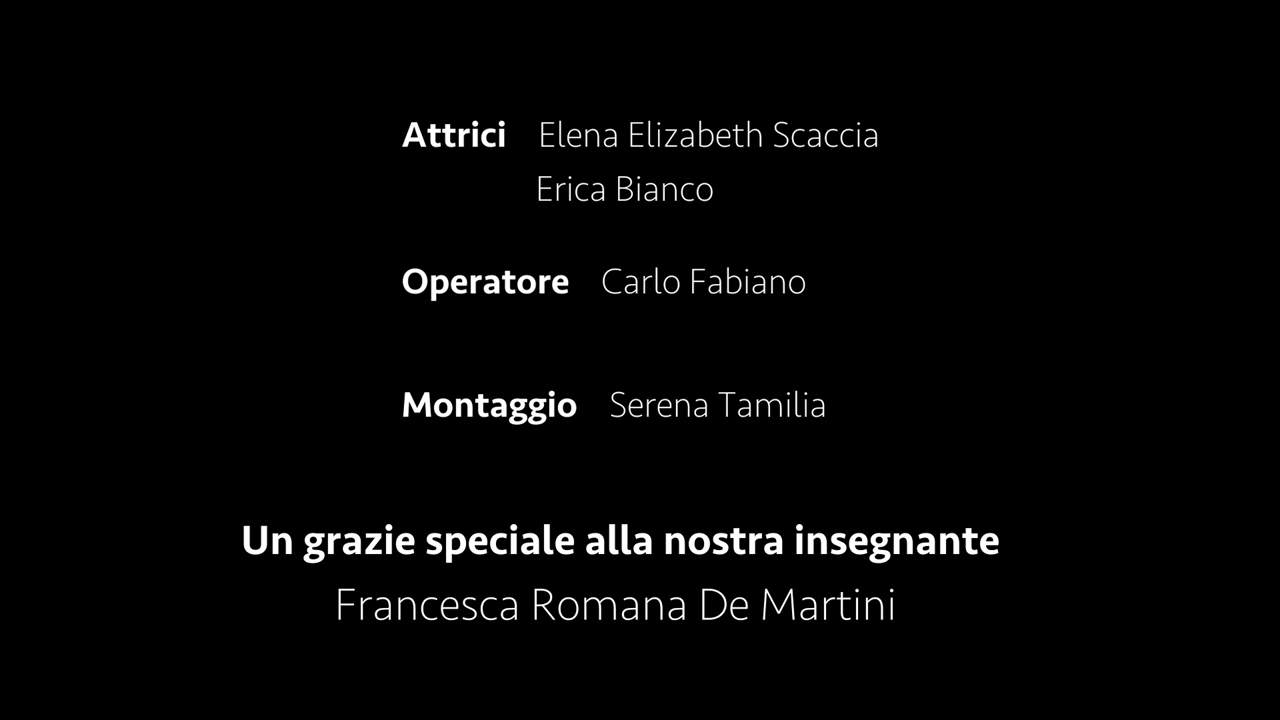 Attrici Elena Elizabeth Scaccia
Erica Bianco
Operatore Carlo Fabiano
Montaggio Serena Tamilia
Un grazie speciale alla nostra insegnante
Francesca Romana De Martini